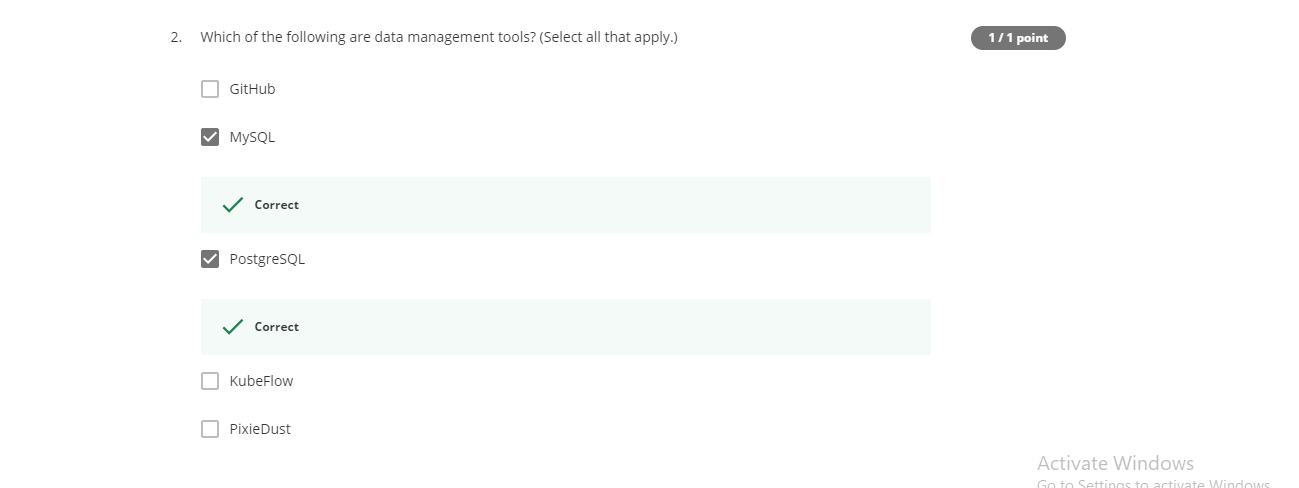 2. Which of the following are data management tools? (Select all that apply.)
1 / 1 point
GitHub
MySQL
Correct
PostgreSQL
Correct
KubeFlow
PixieDust
Activate Windows
Go to Settings to activate Windows.